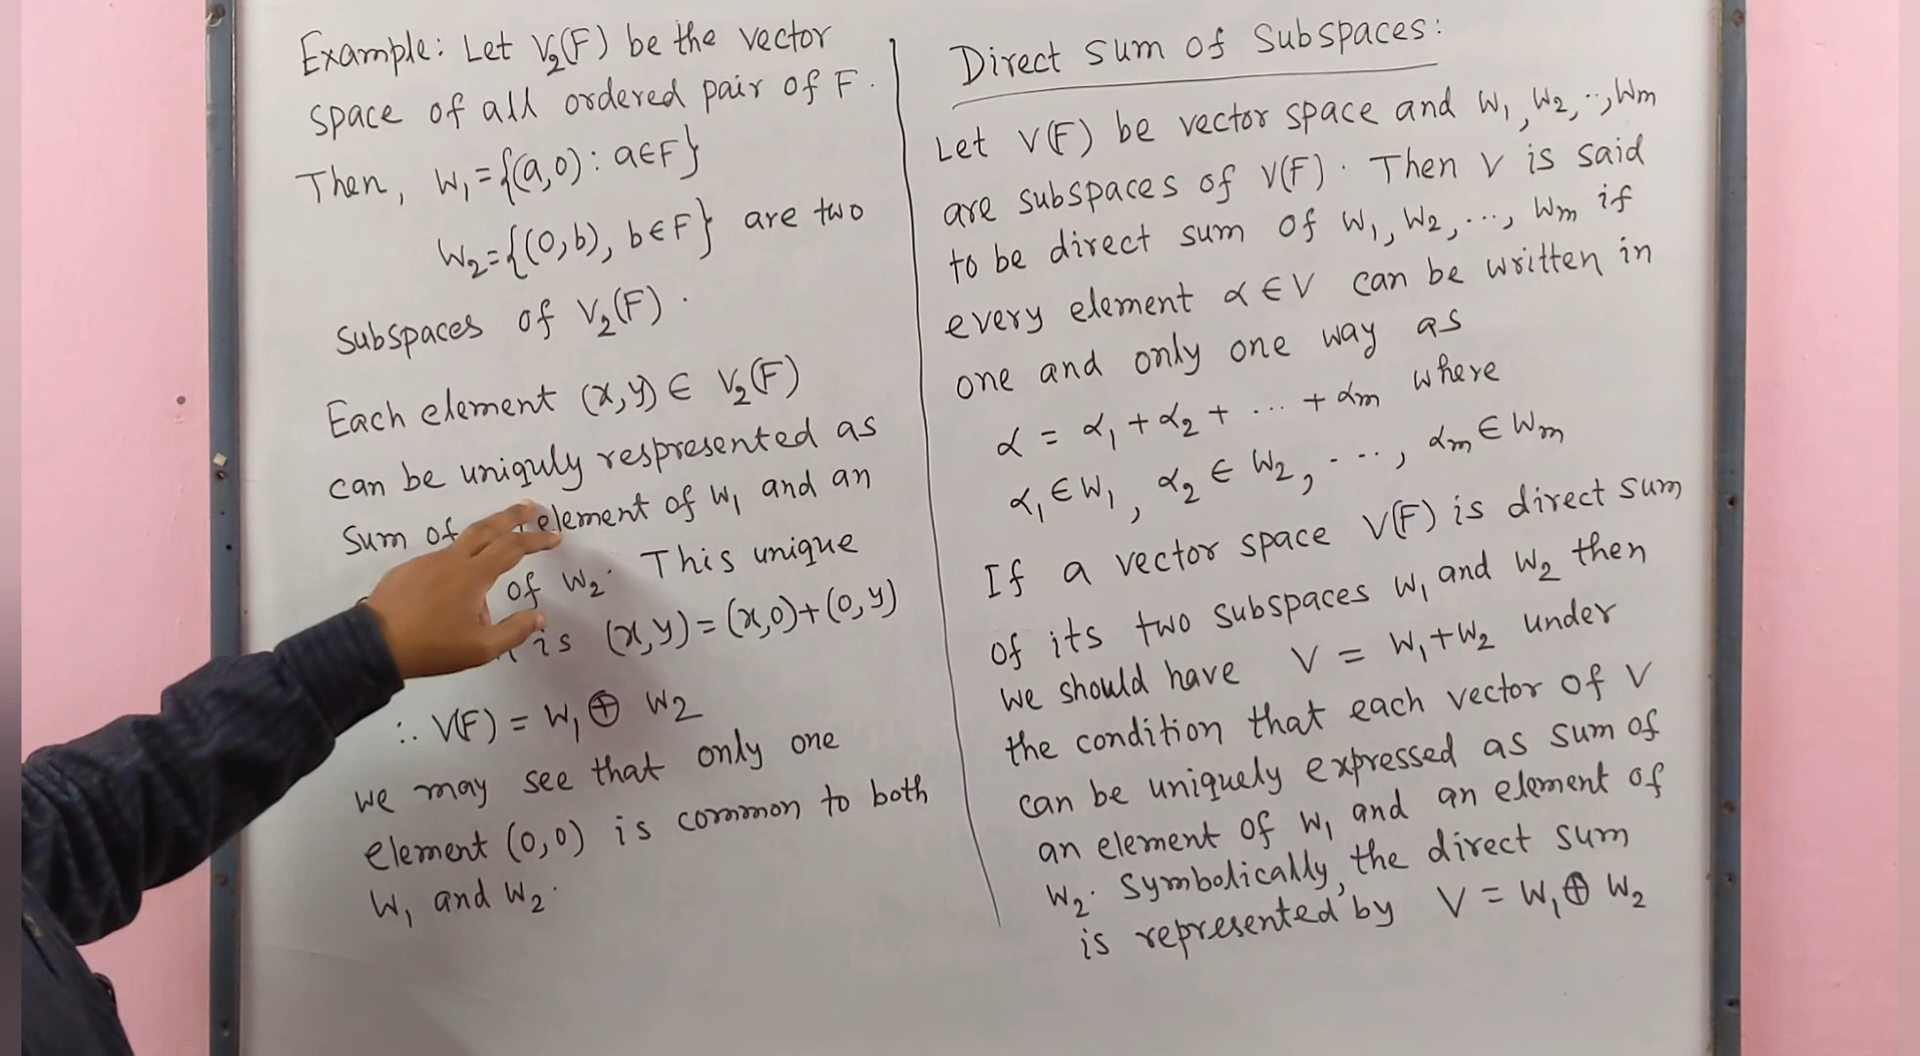 Example: Let V₂(F) be the vector
space of all ordered pair of F.
Then, W₁={(a,0): a∈F}
W₂={(0,b), b∈F} are two
Subspaces of V₂(F).
Each element (x,y)∈ V₂(F)
can be uniquly respresented as
Sum of element of W₁ and an
of W₂. This unique
is (x,y)=(x,0)+(0,y)
∴ V(F) = W₁⊕ W₂
we may see that only one
element (0,0) is common to both
W₁ and W₂.
Direct Sum of Subspaces:
Let V(F) be vector space and W₁, W₂, .., Wm
are subspaces of V(F). Then V is said
to be direct sum of W₁, W₂, ..., Wm if
every element α∈V can be written in
one and only one way as
α = α₁ + α₂ + ... + αm where
α₁∈W₁, α₂∈ W₂, ..., αm∈Wm
If a vector space V(F) is direct sum
of its two subspaces W₁ and W₂ then
we should have V = W₁+W₂ under
the condition that each vector of V
can be uniquely expressed as sum of
an element of W₁ and an element of
W₂. Symbolically, the direct sum
is represented by V = W₁⊕ W₂